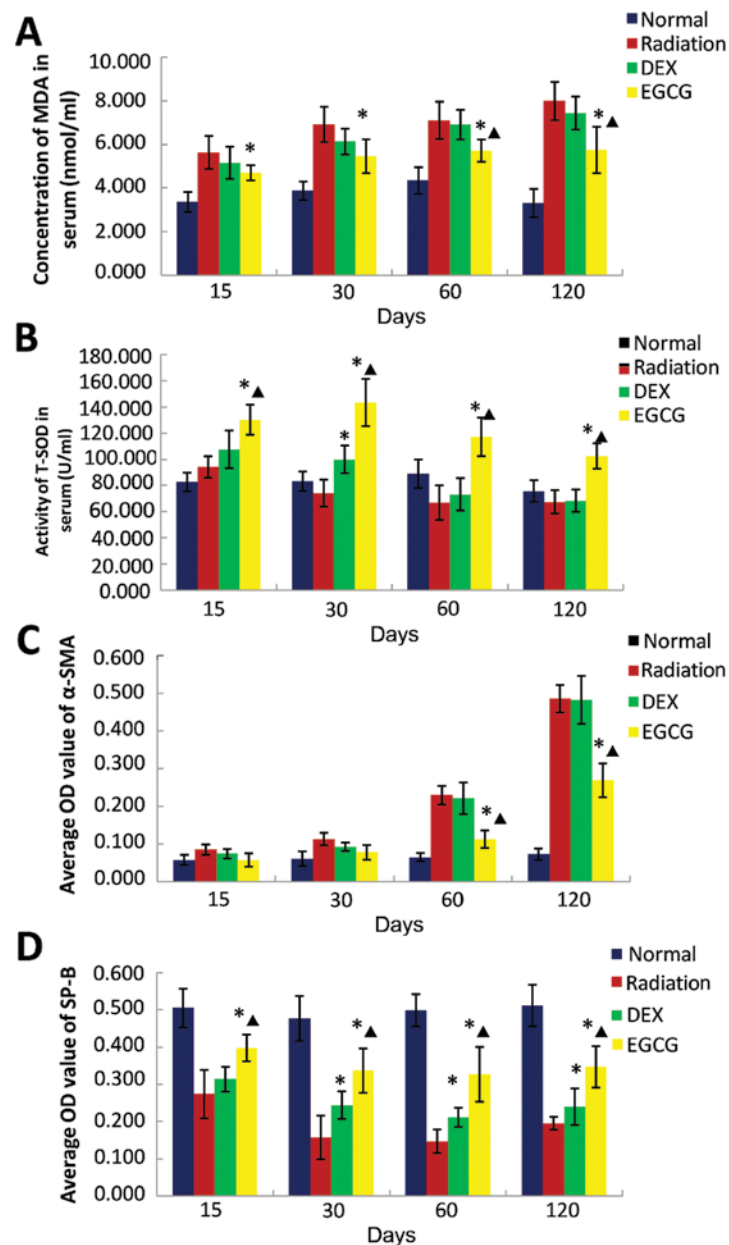 A
Normal
Radiation
DEX
EGCG
Concentration of MDA in
serum (nmol/ml)
10.000
8.000
6.000
4.000
2.000
0.000
*
*
*▲
*▲
15
30
60
120
Days
B
Normal
Radiation
DEX
EGCG
Activity of T-SOD in
serum (U/ml)
180.000
160.000
140.000
120.000
100.000
80.000
60.000
40.000
20.000
0.000
*▲
*
*▲
*▲
*▲
15
30
60
120
Days
C
Normal
Radiation
DEX
EGCG
Average OD value of α-SMA
0.600
0.500
0.400
0.300
0.200
0.100
0.000
*▲
*▲
15
30
60
120
Days
D
Normal
Radiation
DEX
EGCG
Average OD value of SP-B
0.600
0.500
0.400
0.300
0.200
0.100
0.000
*▲
*
*▲
*
*▲
*
*▲
15
30
60
120
Days